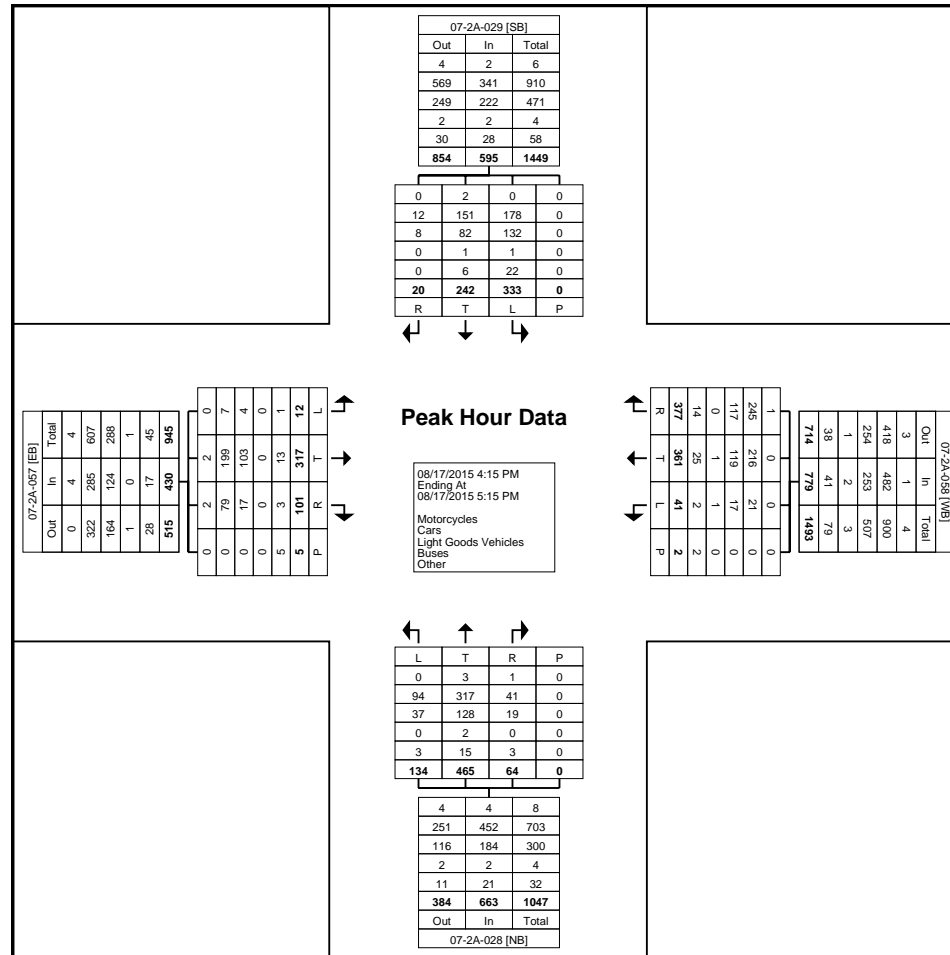 07-2A-029 [SB]
Out In Total
4 2 6
569 341 910
249 222 471
2 2 4
30 28 58
854 595 1449
0 2 0 0
12 151 178 0
8 82 132 0
0 1 1 0
0 6 22 0
20 242 333 0
R T L P
07-2A-057 [EB]
Out In Total
0 4 4
322 285 607
164 124 288
1 0 1
28 17 45
515 430 945
0 2 2 0
0 79 199 7
0 17 103 4
0 0 0 0
5 3 13 1
5 101 317 12
P R T L
Peak Hour Data
08/17/2015 4:15 PM
Ending At
08/17/2015 5:15 PM
Motorcycles
Cars
Light Goods Vehicles
Buses
Other
07-2A-058 [WB]
Out In Total
3 1 4
418 482 900
254 253 507
1 2 3
38 41 79
714 779 1493
1 0 0 0
245 216 21 0
117 119 17 0
0 1 1 0
14 25 2 2
377 361 41 2
R T L P
L T R P
0 3 1 0
94 317 41 0
37 128 19 0
0 2 0 0
3 15 3 0
134 465 64 0
4 4 8
251 452 703
116 184 300
2 2 4
11 21 32
384 663 1047
Out In Total
07-2A-028 [NB]